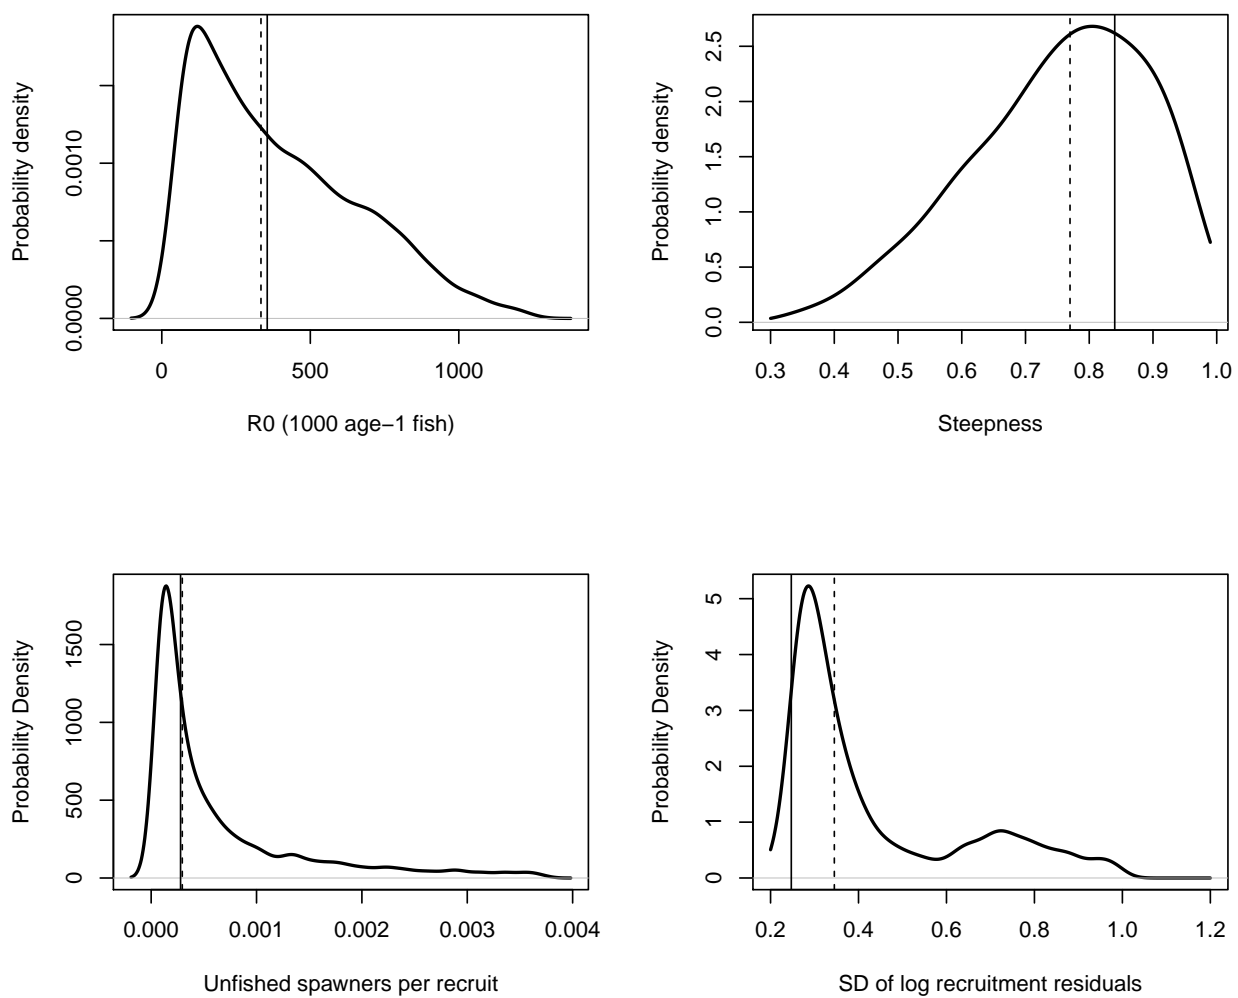 Probability density
0.0000
0.0010
0
500
1000
R0 (1000 age−1 fish)
Probability density
0.0
0.5
1.0
1.5
2.0
2.5
0.3 0.4 0.5 0.6 0.7 0.8 0.9 1.0
Steepness
Probability Density
0
500
1000
1500
0.000 0.001 0.002 0.003 0.004
Unfished spawners per recruit
Probability Density
0
1
2
3
4
5
0.2 0.4 0.6 0.8 1.0 1.2
SD of log recruitment residuals